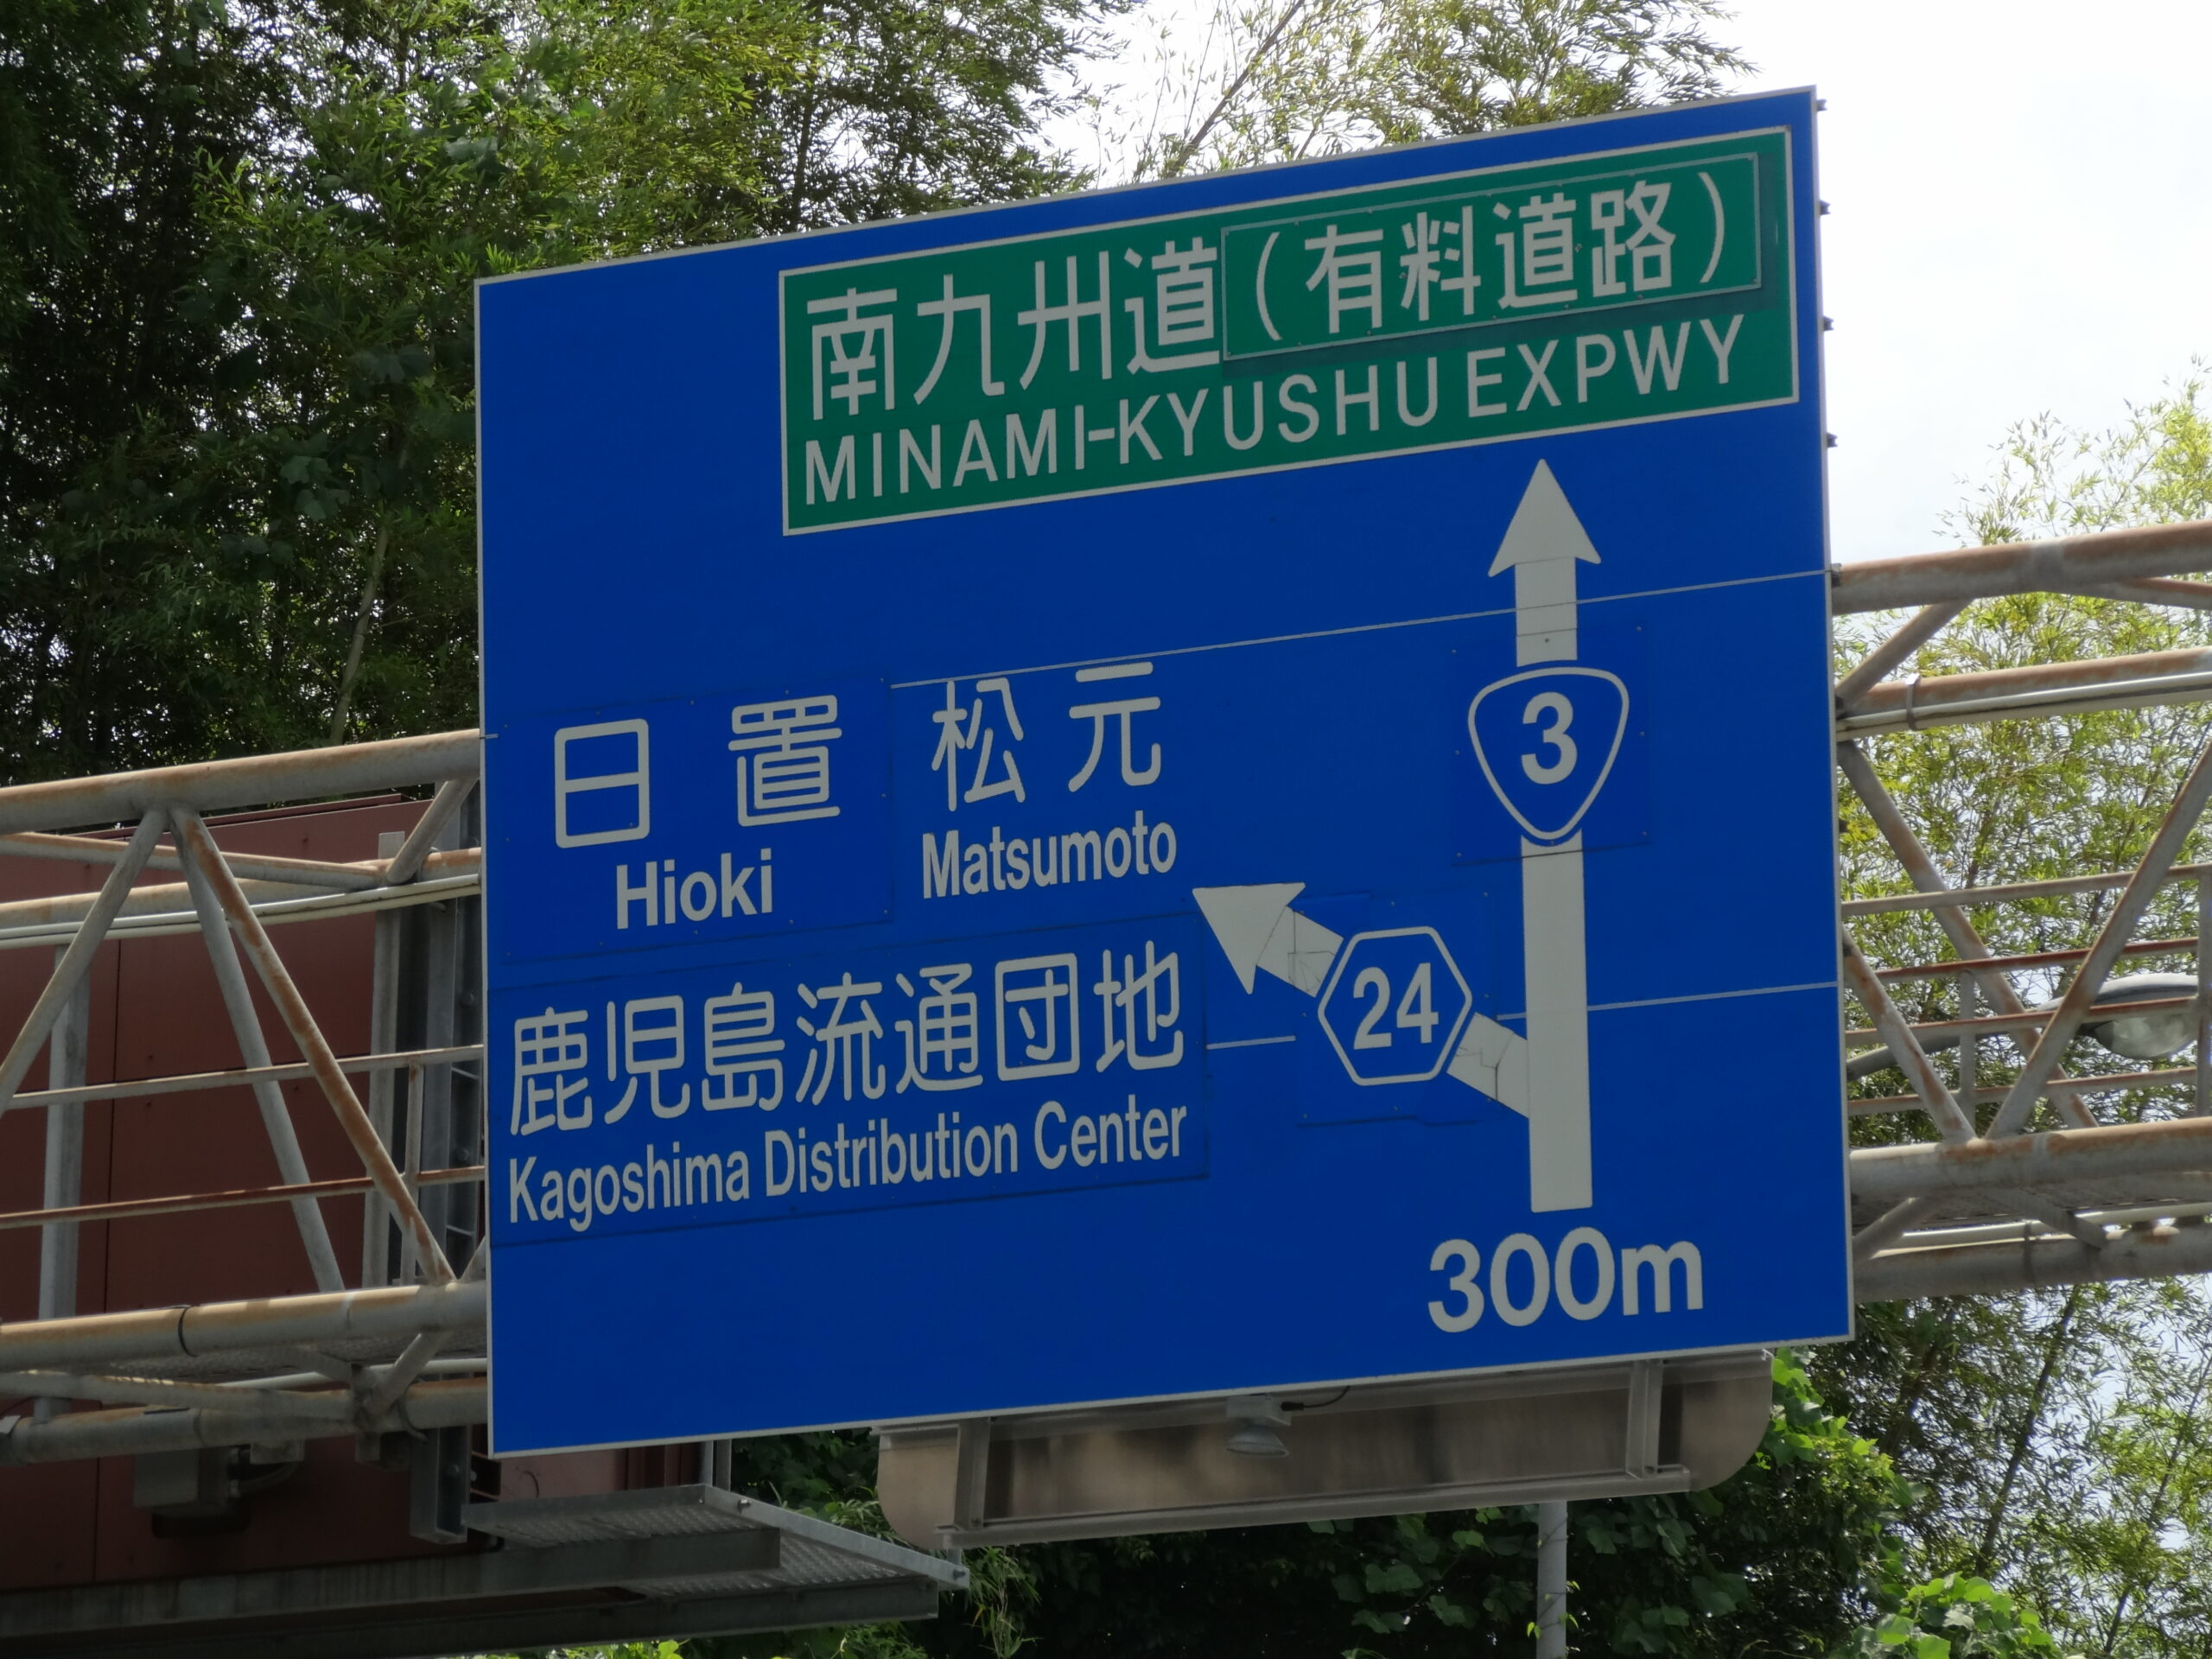 南九州道(有料道路)
MINAMI-KYUSHU EXPWY
3
日置 松元
Hioki Matsumoto
24
鹿児島流通団地
Kagoshima Distribution Center
300m